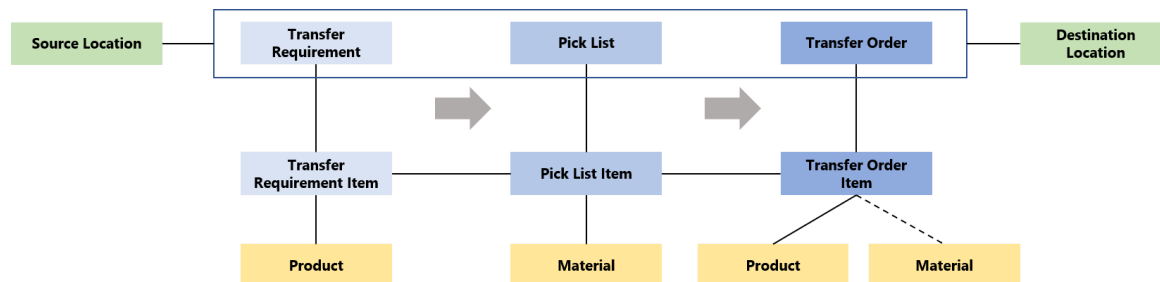 Source Location
Transfer
Requirement
Pick List
Transfer Order
Destination
Location
Transfer
Requirement Item
Pick List Item
Transfer Order
Item
Product
Material
Product
Material